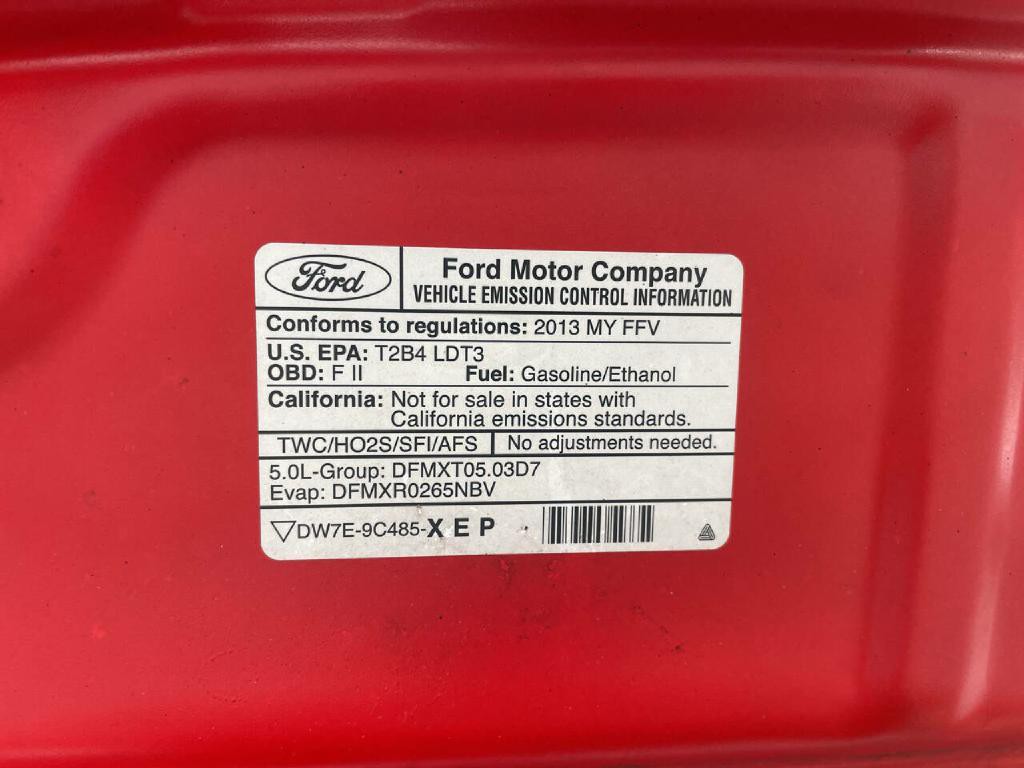 Ford
Ford Motor Company
VEHICLE EMISSION CONTROL INFORMATION
Conforms to regulations: 2013 MY FFV
U.S. EPA: T2B4 LDT3
OBD: F II Fuel: Gasoline/Ethanol
California: Not for sale in states with
California emissions standards.
TWC/HO2S/SFI/AFS No adjustments needed.
5.0L-Group: DFMXT05.03D7
Evap: DFMXR0265NBV
DW7E-9C485-X E P